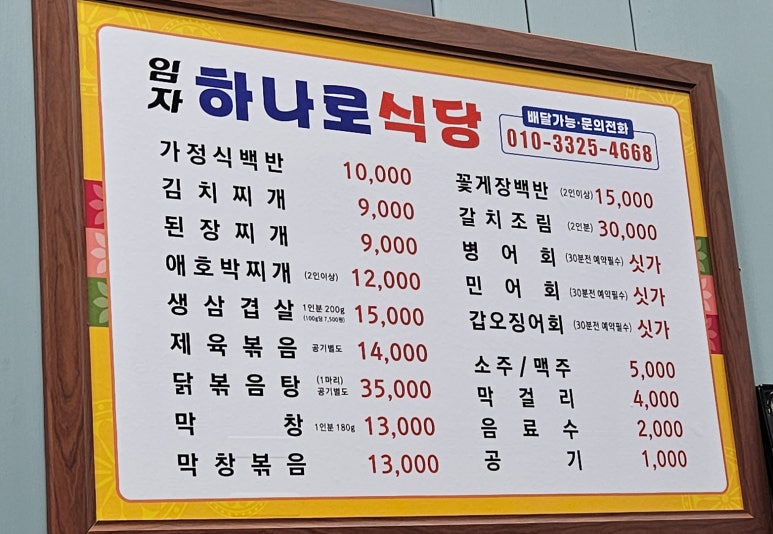 임자 하나로식당
배달가능·문의전화
010-3325-4668
가정식백반 10,000
김치찌개 9,000
된장찌개 9,000
애호박찌개 (2인이상) 12,000
생삼겹살 1인분 200g (100g당 7,500원) 15,000
제육볶음 공기별도 14,000
닭볶음탕 (1마리) 공기별도 35,000
막창 1인분 180g 13,000
막창볶음 13,000
꽃게장백반 (2인이상) 15,000
갈치조림 (2인분) 30,000
병어회 (30분전 예약필수) 싯가
민어회 (30분전 예약필수) 싯가
갑오징어회 (30분전 예약필수) 싯가
소주/맥주 5,000
막걸리 4,000
음료수 2,000
공기 1,000